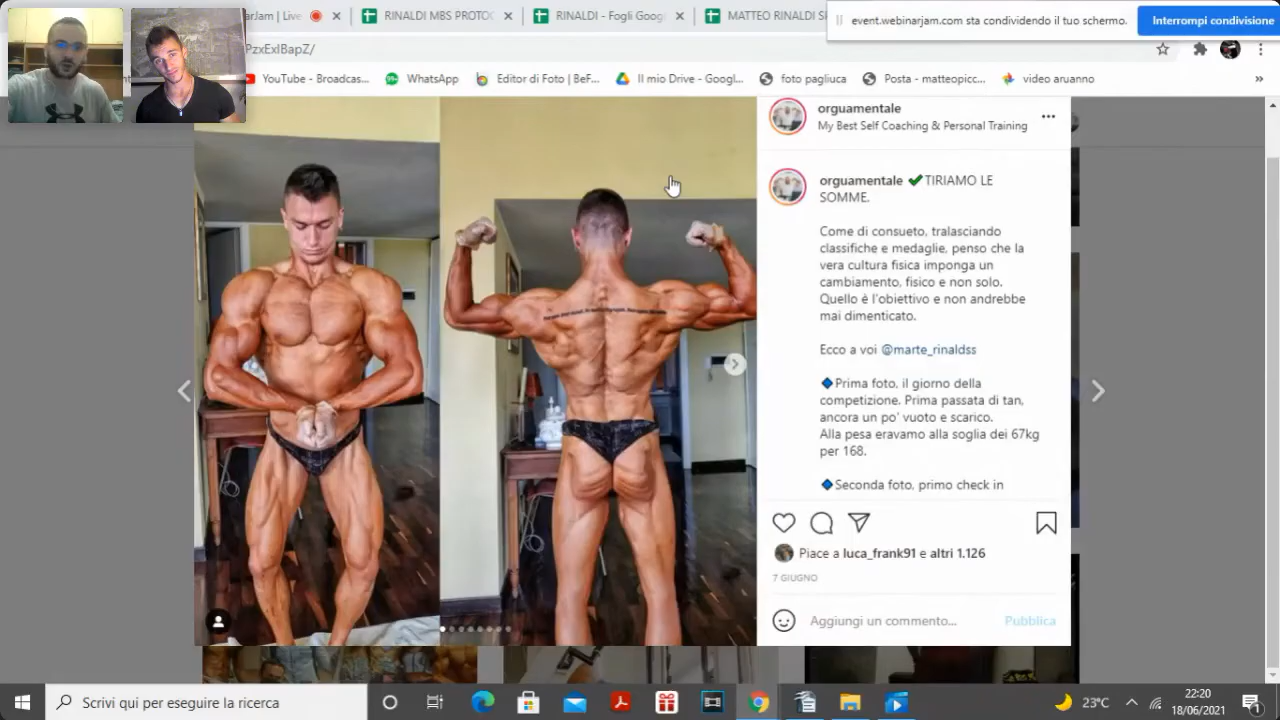 arJam | Live
RINALDI MBS PROTOC
RINALDI - Fogli Goog
MATTEO RINALDI S
event.webinarjam.com sta condividendo il tuo schermo.
Interrompi condivisione
PzxExIBapZ/
YouTube - Broadcas...
WhatsApp
Editor di Foto | BeF...
Il mio Drive - Googl...
foto pagliuca
Posta - matteopicc...
video aruanno
»
orguamentale
My Best Self Coaching & Personal Training
orguamentale ✔TIRIAMO LE
SOMME.
Come di consueto, tralasciando
classifiche e medaglie, penso che la
vera cultura fisica imponga un
cambiamento, fisico e non solo.
Quello è l'obiettivo e non andrebbe
mai dimenticato.
Ecco a voi @marte_rinaldss
🔹Prima foto, il giorno della
competizione. Prima passata di tan,
ancora un po' vuoto e scarico.
Alla pesa eravamo alla soglia dei 67kg
per 168.
🔹Seconda foto, primo check in
Piace a luca_frank91 e altri 1.126
7 GIUGNO
Aggiungi un commento...
Pubblica
Scrivi qui per eseguire la ricerca
23°C
22:20
18/06/2021